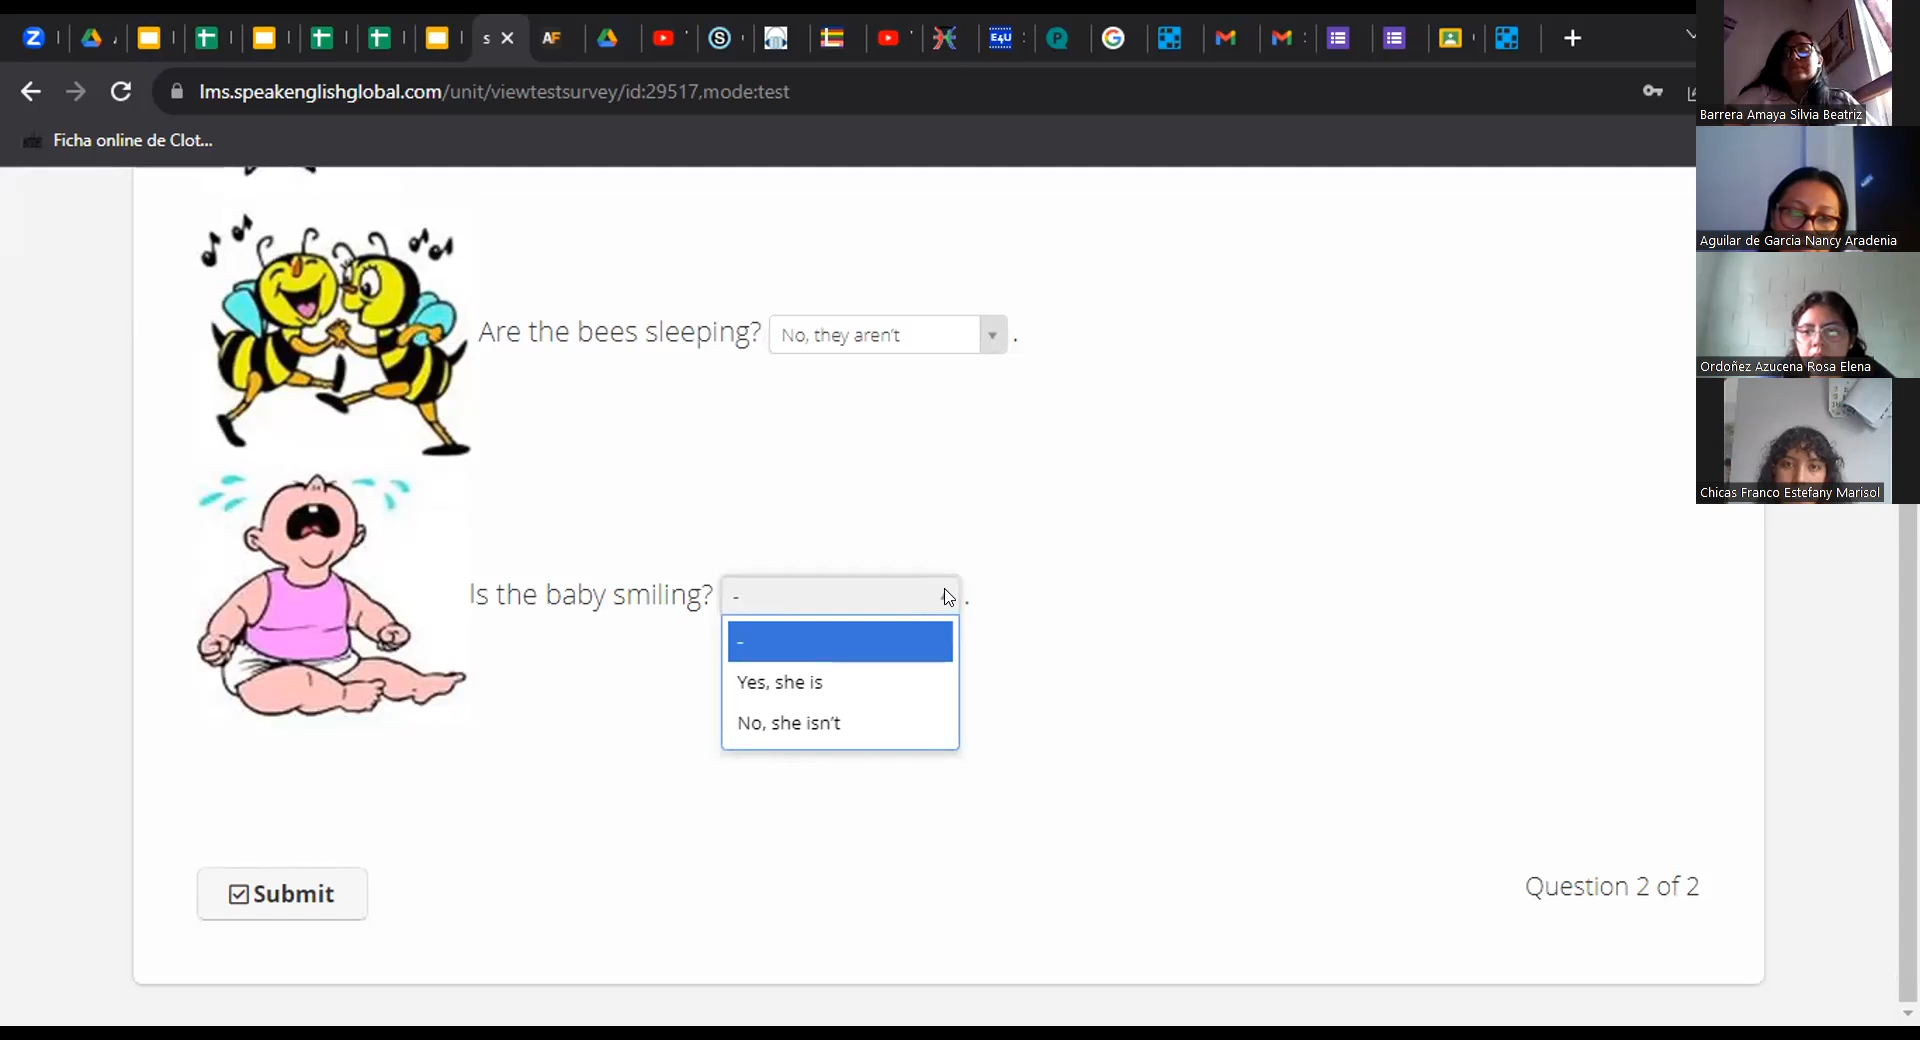 s
AF
E4U
lms.speakenglishglobal.com/unit/viewtestsurvey/id:29517,mode:test
Ficha online de Clot...
Barrera Amaya Silvia Beatriz
Aguilar de Garcia Nancy Aradenia
Ordoñez Azucena Rosa Elena
Chicas Franco Estefany Marisol
Are the bees sleeping? No, they aren't .
Is the baby smiling? - .
-
Yes, she is
No, she isn't
Submit
Question 2 of 2